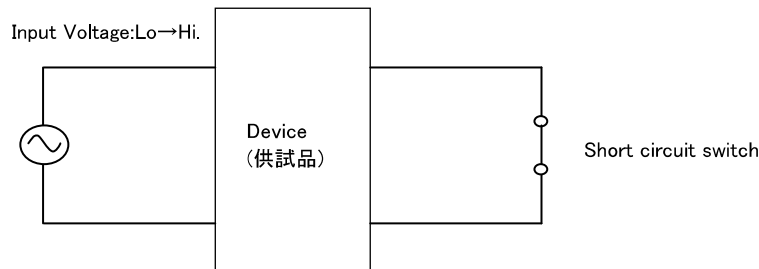 Input Voltage:Lo→Hi.
Device
(供試品)
Short circuit switch